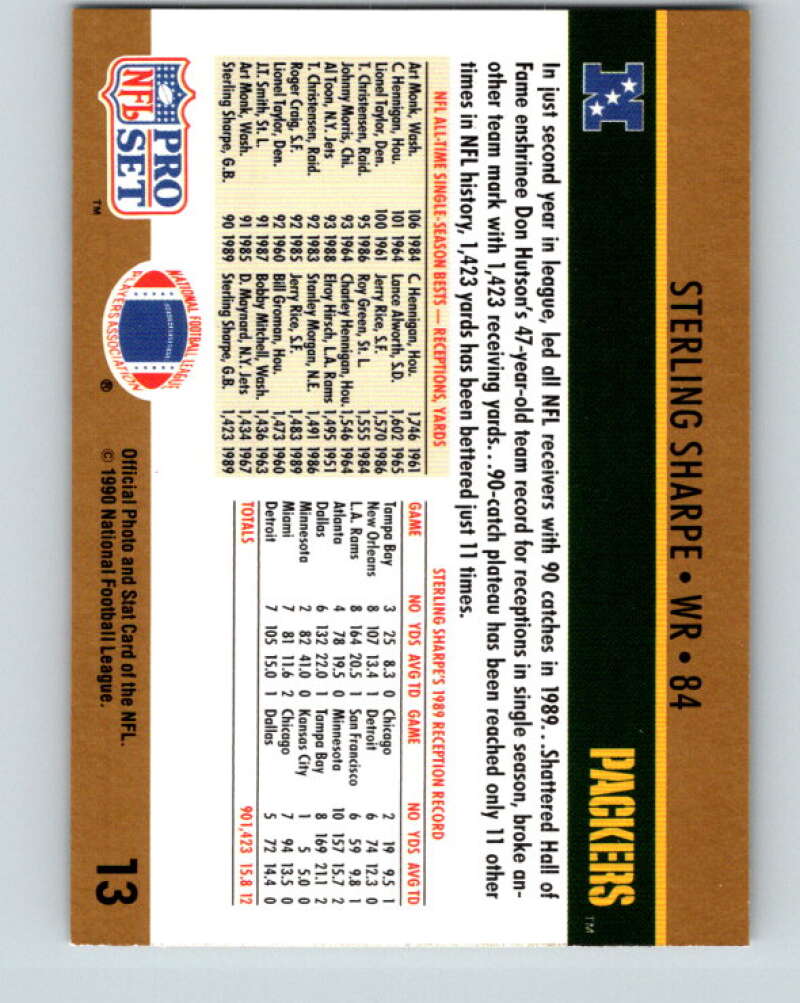 STERLING SHARPE • WR • 84
PACKERS
TM
N
In just second year in league, led all NFL receivers with 90 catches in 1989. . .Shattered Hall of
Fame enshrinee Don Hutson's 47-year-old team record for receptions in single season, broke an-
other team mark with 1,423 receiving yards. . .90-catch plateau has been reached only 11 other
times in NFL history, 1,423 yards has been bettered just 11 times.
NFL ALL-TIME SINGLE-SEASON BESTS — RECEPTIONS, YARDS
Art Monk, Wash. 106 1984 C. Hennigan, Hou. 1,746 1961
C. Hennigan, Hou. 101 1964 Lance Alworth, S.D. 1,602 1965
Lionel Taylor, Den. 100 1961 Jerry Rice, S.F. 1,570 1986
T. Christensen, Raid. 95 1986 Roy Green, St. L. 1,555 1984
Johnny Morris, Chi. 93 1964 Charley Hennigan, Hou. 1,546 1964
Al Toon, N.Y. Jets 93 1988 Elroy Hirsch, L.A. Rams 1,495 1951
T. Christensen, Raid. 92 1983 Stanley Morgan, N.E. 1,491 1986
Roger Craig, S.F. 92 1985 Jerry Rice, S.F. 1,483 1989
Lionel Taylor, Den. 92 1960 Bill Groman, Hou. 1,473 1960
J.T. Smith, St. L. 91 1987 Bobby Mitchell, Wash. 1,436 1963
Art Monk, Wash. 91 1985 D. Maynard, N.Y. Jets 1,434 1967
Sterling Sharpe, G.B. 90 1989 Sterling Sharpe, G.B. 1,423 1989
STERLING SHARPE'S 1989 RECEPTION RECORD
GAME NO YDS AVG TD GAME NO YDS AVG TD
Tampa Bay 3 25 8.3 0 Chicago 2 19 9.5 1
New Orleans 8 107 13.4 1 Detroit 6 74 12.3 0
L.A. Rams 8 164 20.5 1 San Francisco 6 59 9.8 1
Atlanta 4 78 19.5 0 Minnesota 10 157 15.7 2
Dallas 6 132 22.0 1 Tampa Bay 8 169 21.1 2
Minnesota 2 82 41.0 0 Kansas City 1 5 5.0 0
Miami 7 81 11.6 2 Chicago 7 94 13.5 0
Detroit 7 105 15.0 1 Dallas 5 72 14.4 0
TOTALS 90 1,423 15.8 12
NFL
PRO
SET
TM
NATIONAL FOOTBALL LEAGUE
PLAYERS ASSOCIATION
®
Official Photo and Stat Card of the NFL.
© 1990 National Football League.
13